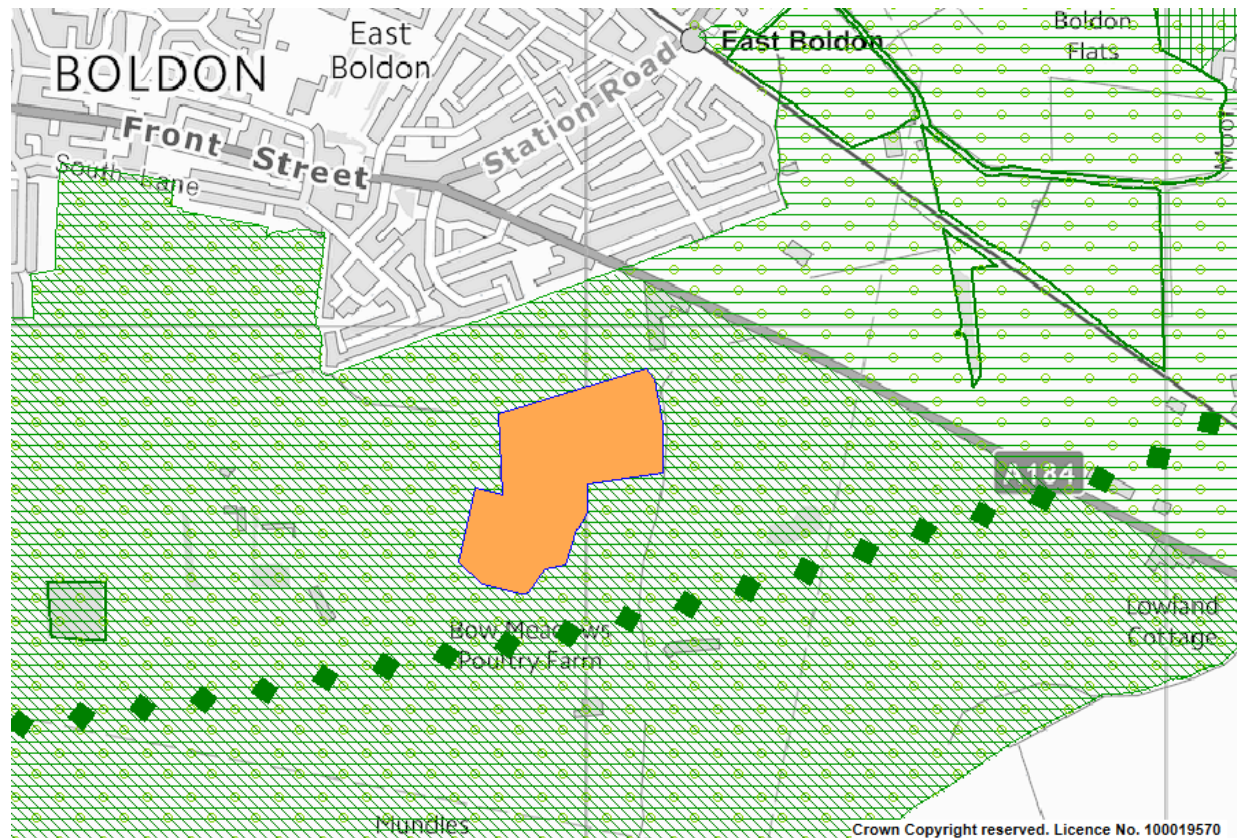 BOLDON
East
Boldon
Station Road
East Boldon
Boldon
Flats
Front Street
South Lane
A184
Lowland
Cottage
Bow Meadows
Poultry Farm
Mundles
Crown Copyright reserved. Licence No. 100019570